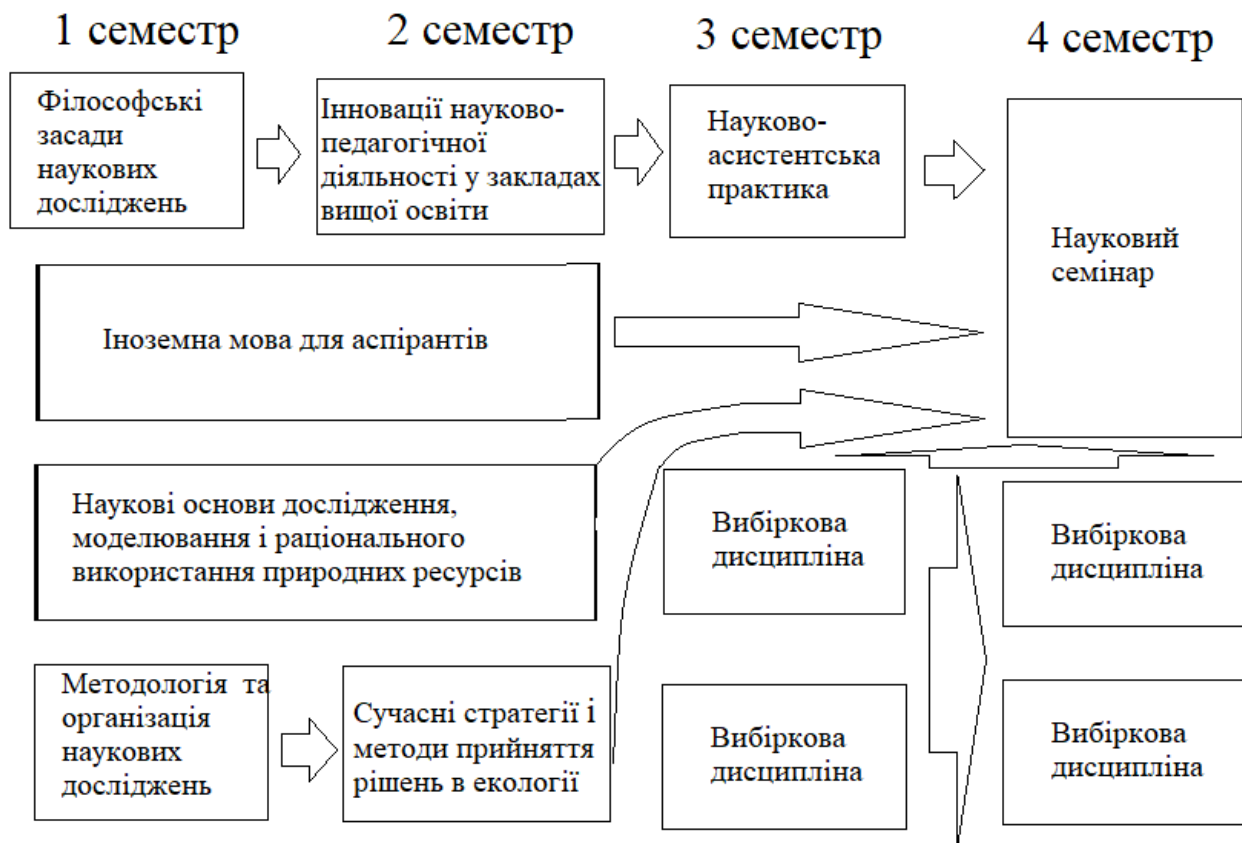 1 семестр
2 семестр
3 семестр
4 семестр
Філософські
засади
наукових
досліджень
Інновації науково-
педагогічної
діяльності у закладах
вищої освіти
Науково-
асистентська
практика
Науковий
семінар
Іноземна мова для аспірантів
Наукові основи дослідження,
моделювання і раціонального
використання природних ресурсів
Вибіркова
дисципліна
Вибіркова
дисципліна
Методологія та
організація
наукових
досліджень
Сучасні стратегії і
методи прийняття
рішень в екології
Вибіркова
дисципліна
Вибіркова
дисципліна